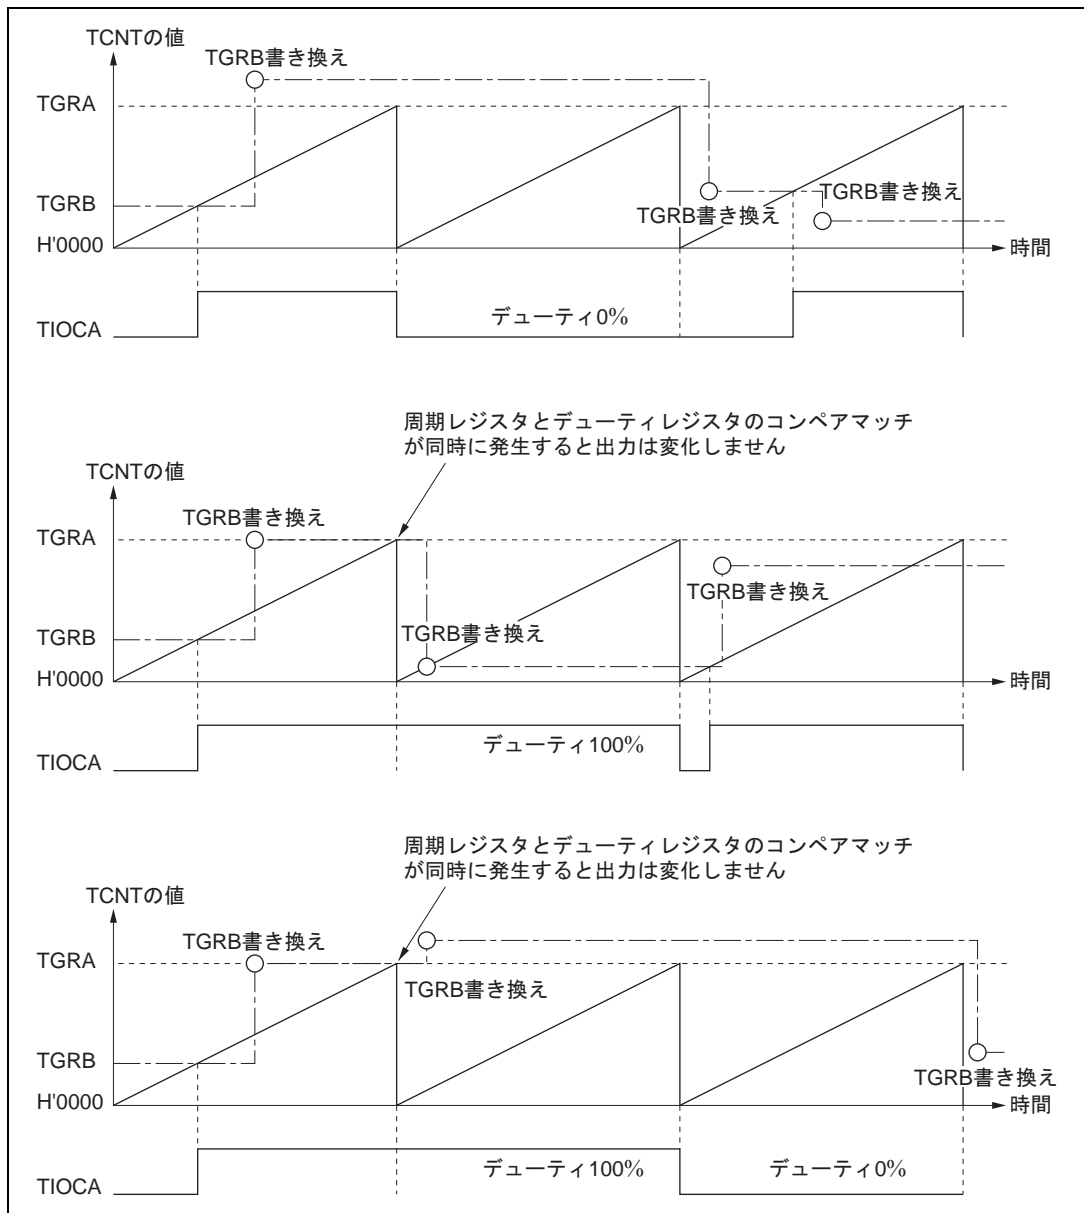 TCNTの値
TGRB書き換え
TGRA
TGRB
TGRB書き換え
TGRB書き換え
H'0000
時間
デューティ0%
TIOCA
周期レジスタとデューティレジスタのコンペアマッチ
が同時に発生すると出力は変化しません
TCNTの値
TGRB書き換え
TGRA
TGRB書き換え
TGRB
TGRB書き換え
H'0000
時間
デューティ100%
TIOCA
周期レジスタとデューティレジスタのコンペアマッチ
が同時に発生すると出力は変化しません
TCNTの値
TGRB書き換え
TGRA
TGRB書き換え
TGRB
TGRB書き換え
H'0000
時間
デューティ100%
デューティ0%
TIOCA